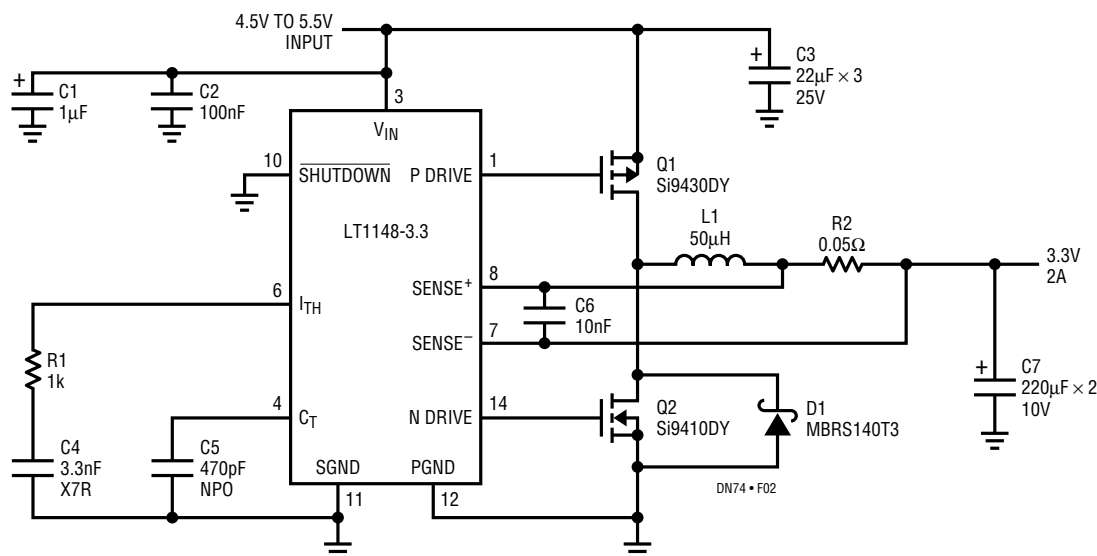 4.5V TO 5.5V
INPUT
+
C1
1µF
C2
100nF
3
+
C3
22µF × 3
25V
VIN
10
SHUTDOWN
P DRIVE
1
Q1
Si9430DY
LT1148-3.3
L1
50µH
R2
0.05Ω
3.3V
2A
8
SENSE+
C6
10nF
6
ITH
7
SENSE−
R1
1k
+
C7
220µF × 2
10V
4
CT
N DRIVE
14
Q2
Si9410DY
D1
MBRS140T3
C4
3.3nF
X7R
C5
470pF
NPO
SGND
PGND
11
12
DN74 • F02